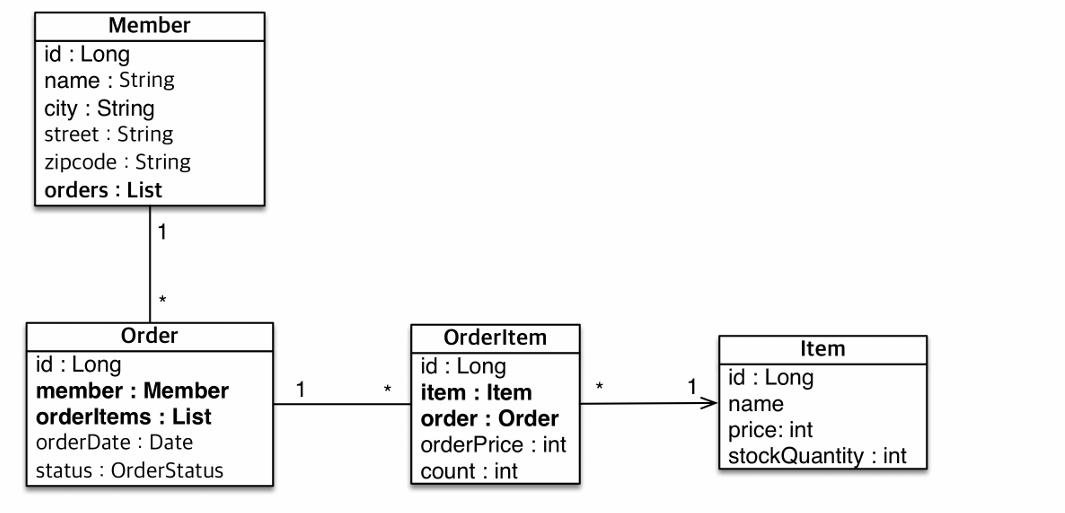 Member
id : Long
name : String
city : String
street : String
zipcode : String
orders : List
1
*
Order
id : Long
member : Member
orderItems : List
orderDate : Date
status : OrderStatus
1
*
OrderItem
id : Long
item : Item
order : Order
orderPrice : int
count : int
*
1
Item
id : Long
name
price: int
stockQuantity : int